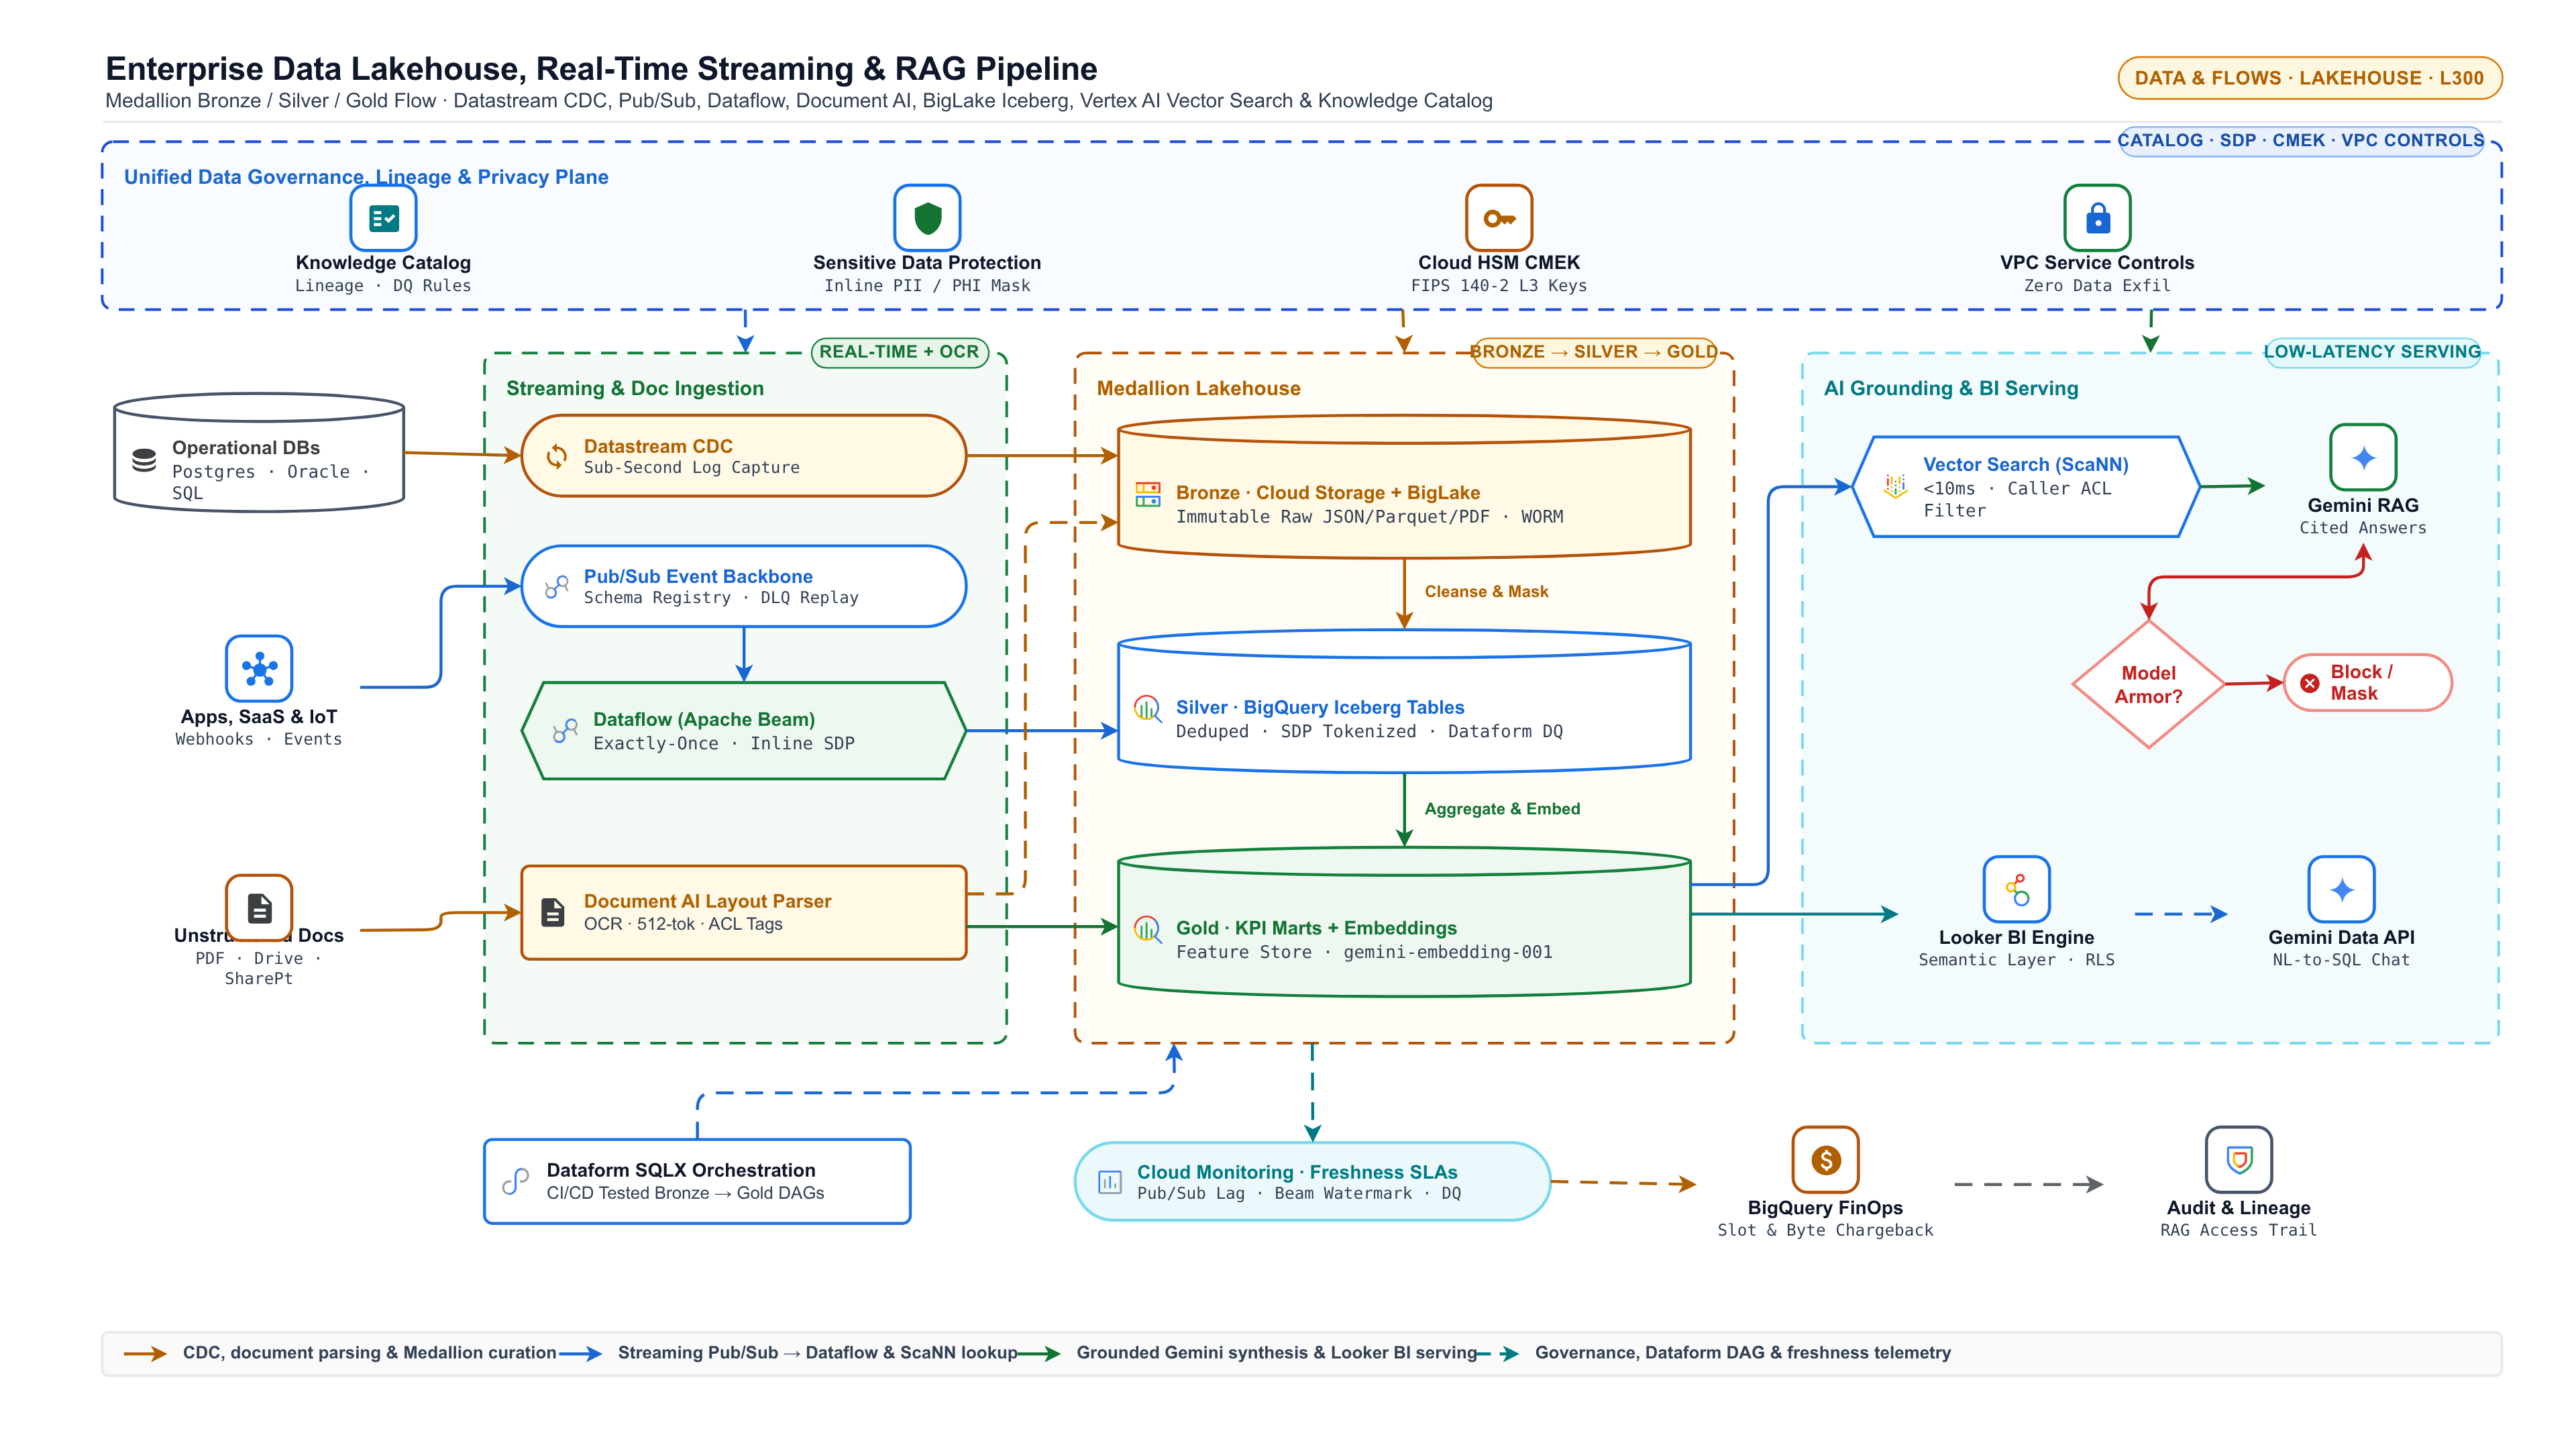 Enterprise Data Lakehouse, Real-Time Streaming & RAG Pipeline
Medallion Bronze / Silver / Gold Flow · Datastream CDC, Pub/Sub, Dataflow, Document AI, BigLake Iceberg, Vertex AI Vector Search & Knowledge Catalog
DATA & FLOWS · LAKEHOUSE · L300
CATALOG · SDP · CMEK · VPC CONTROLS
Unified Data Governance, Lineage & Privacy Plane
Knowledge Catalog
Lineage · DQ Rules
Sensitive Data Protection
Inline PII / PHI Mask
Cloud HSM CMEK
FIPS 140-2 L3 Keys
VPC Service Controls
Zero Data Exfil
Operational DBs
Postgres · Oracle ·
SQL
Apps, SaaS & IoT
Webhooks · Events
Docs
PDF · Drive ·
SharePt
REAL-TIME + OCR
Streaming & Doc Ingestion
Datastream CDC
Sub-Second Log Capture
Pub/Sub Event Backbone
Schema Registry · DLQ Replay
Dataflow (Apache Beam)
Exactly-Once · Inline SDP
Document AI Layout Parser
OCR · 512-tok · ACL Tags
BRONZE → SILVER → GOLD
Medallion Lakehouse
Bronze · Cloud Storage + BigLake
Immutable Raw JSON/Parquet/PDF · WORM
Cleanse & Mask
Silver · BigQuery Iceberg Tables
Deduped · SDP Tokenized · Dataform DQ
Aggregate & Embed
Gold · KPI Marts + Embeddings
Feature Store · gemini-embedding-001
LOW-LATENCY SERVING
AI Grounding & BI Serving
Vector Search (ScaNN)
<10ms · Caller ACL
Filter
Gemini RAG
Cited Answers
Model
Armor?
Block /
Mask
Looker BI Engine
Semantic Layer · RLS
Gemini Data API
NL-to-SQL Chat
Dataform SQLX Orchestration
CI/CD Tested Bronze → Gold DAGs
Cloud Monitoring · Freshness SLAs
Pub/Sub Lag · Beam Watermark · DQ
BigQuery FinOps
Slot & Byte Chargeback
Audit & Lineage
RAG Access Trail
CDC, document parsing & Medallion curation
Streaming Pub/Sub → Dataflow & ScaNN lookup
Grounded Gemini synthesis & Looker BI serving
Governance, Dataform DAG & freshness telemetry